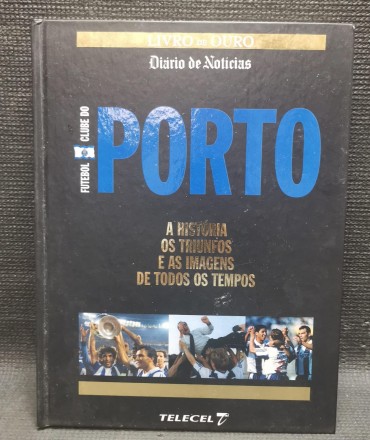 LIVRO DE OURO
Diário de Notícias
FUTEBOL CLUBE DO
PORTO
A HISTÓRIA
OS TRIUNFOS
E AS IMAGENS
DE TODOS OS TEMPOS
TELECEL